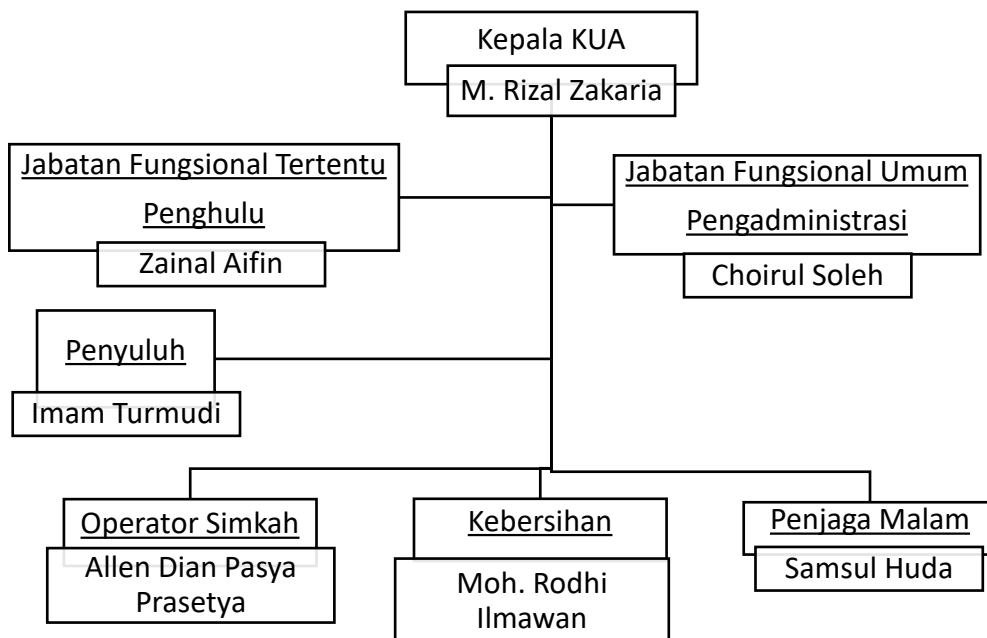 Kepala KUA
M. Rizal Zakaria
Jabatan Fungsional Tertentu
Penghulu
Zainal Aifin
Jabatan Fungsional Umum
Pengadministrasi
Choirul Soleh
Penyuluh
Imam Turmudi
Operator Simkah
Allen Dian Pasya
Prasetya
Kebersihan
Moh. Rodhi
Ilmawan
Penjaga Malam
Samsul Huda